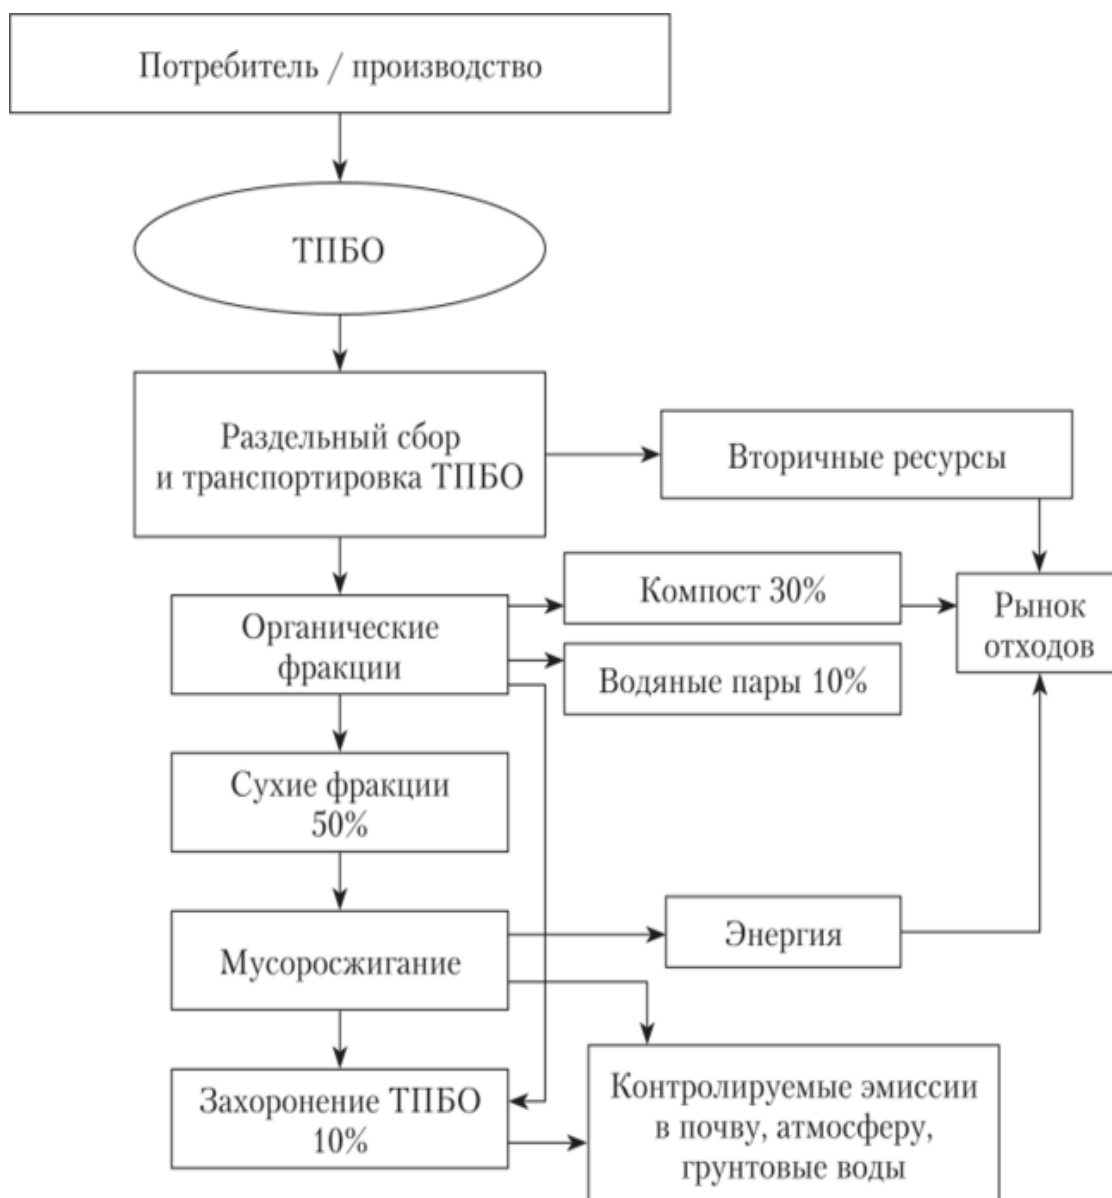 Потребитель / производство
ТПБО
Раздельный сбор
и транспортировка ТПБО
Вторичные ресурсы
Компост 30%
Рынок
отходов
Органические
фракции
Водяные пары 10%
Сухие фракции
50%
Мусоросжигание
Энергия
Захоронение ТПБО
10%
Контролируемые эмиссии
в почву, атмосферу,
грунтовые воды